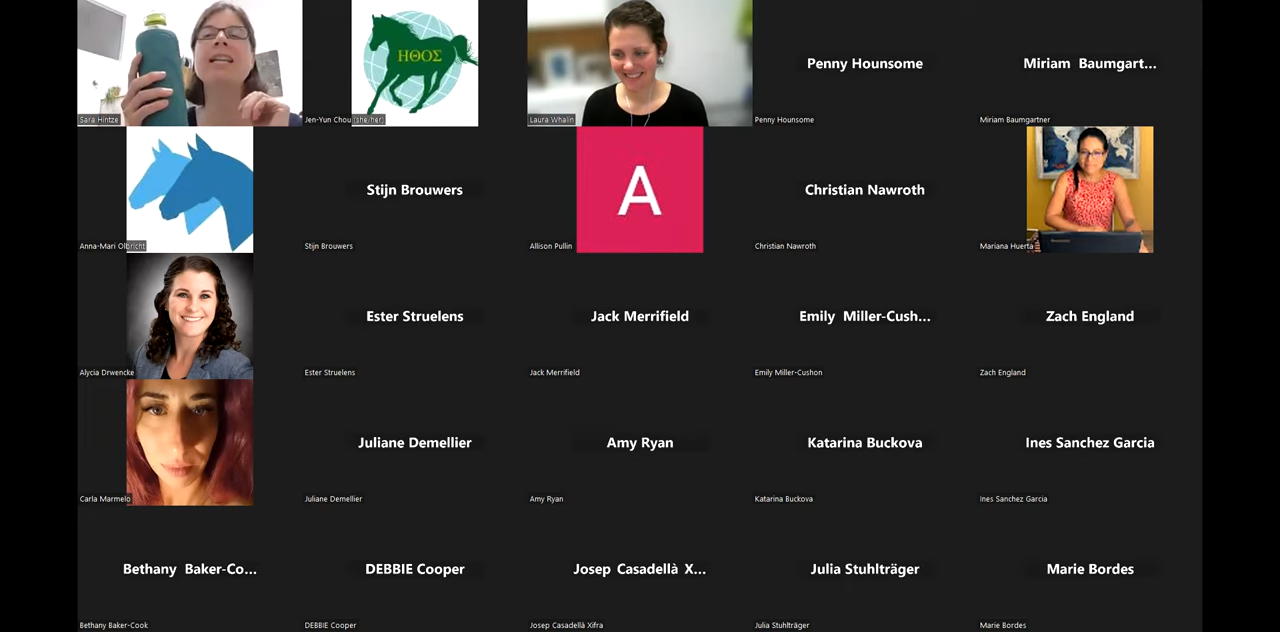 Sara Hintze
ΗΘΟΣ
Jen-Yun Chou (she/her)
Laura Whalin
Penny Hounsome
Penny Hounsome
Miriam Baumgart...
Miriam Baumgartner
Anna-Mari Olbricht
Stijn Brouwers
Stijn Brouwers
A
Allison Pullin
Christian Nawroth
Christian Nawroth
Mariana Huerta
Alycia Drwencke
Ester Struelens
Ester Struelens
Jack Merrifield
Jack Merrifield
Emily Miller-Cush...
Emily Miller-Cushon
Zach England
Zach England
Carla Marmelo
Juliane Demellier
Juliane Demellier
Amy Ryan
Amy Ryan
Katarina Buckova
Katarina Buckova
Ines Sanchez Garcia
Ines Sanchez Garcia
Bethany Baker-Co...
Bethany Baker-Cook
DEBBIE Cooper
DEBBIE Cooper
Josep Casadellà X...
Josep Casadellà Xifra
Julia Stuhlträger
Julia Stuhlträger
Marie Bordes
Marie Bordes